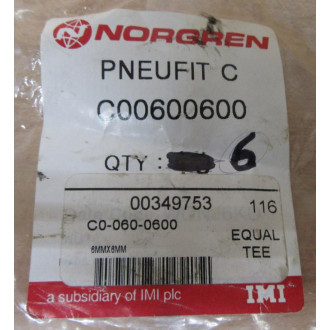 NORGREN
PNEUFIT C
C00600600
QTY : 6
00349753 116
C0-060-0600
EQUAL
TEE
6MMX6MM
a subsidiary of IMI plc IMI